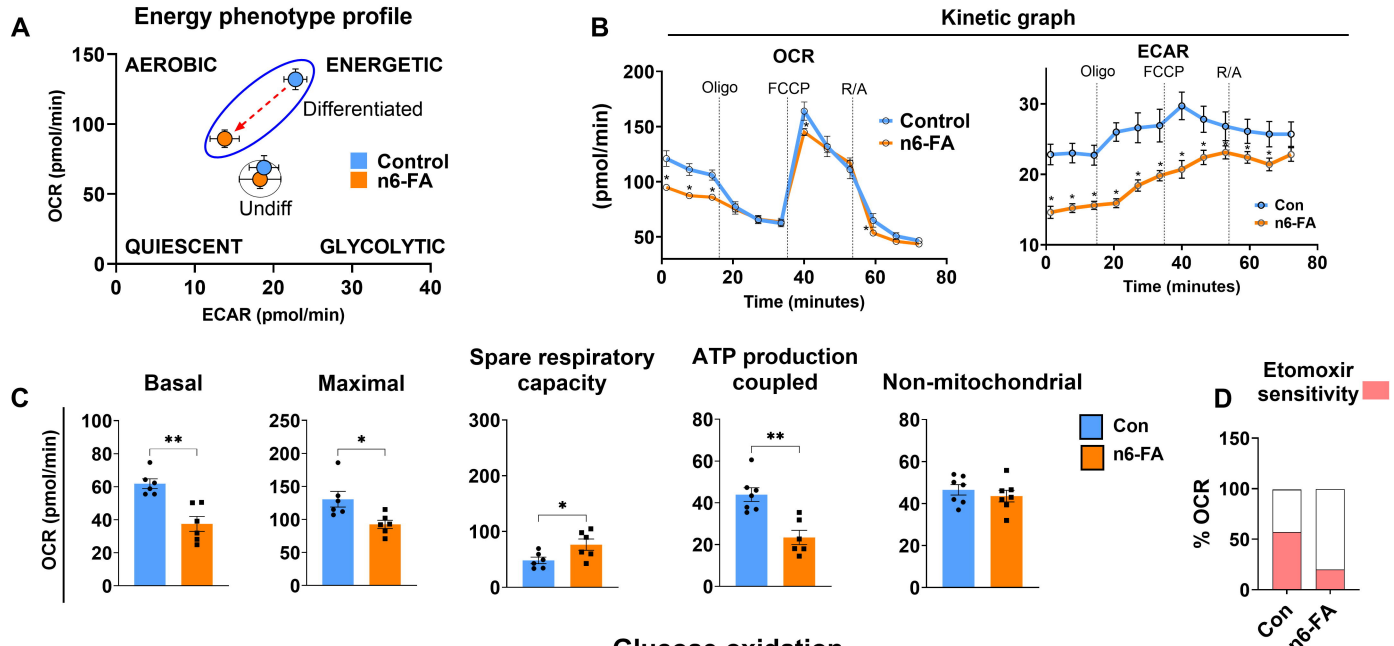 A
Energy phenotype profile
OCR (pmol/min)
150
100
50
0
AEROBIC
ENERGETIC
Differentiated
Control
n6-FA
Undiff
QUIESCENT
GLYCOLYTIC
0 10 20 30 40
ECAR (pmol/min)
B
Kinetic graph
OCR
(pmol/min)
200
150
100
50
Oligo
FCCP
R/A
Control
n6-FA
* * * * *
0 20 40 60 80
Time (minutes)
ECAR
30
20
10
Oligo
FCCP
R/A
Con
n6-FA
* * * * * * * * * * *
0 20 40 60 80
Time (minutes)
C
OCR (pmol/min)
Basal
100
80
60
40
20
0
**
Maximal
250
200
150
100
50
0
*
Spare respiratory
capacity
300
200
100
0
*
ATP production
coupled
80
60
40
20
0
**
Non-mitochondrial
80
60
40
20
0
Con
n6-FA
D
Etomoxir
sensitivity
% OCR
150
100
50
0
Con
n6-FA